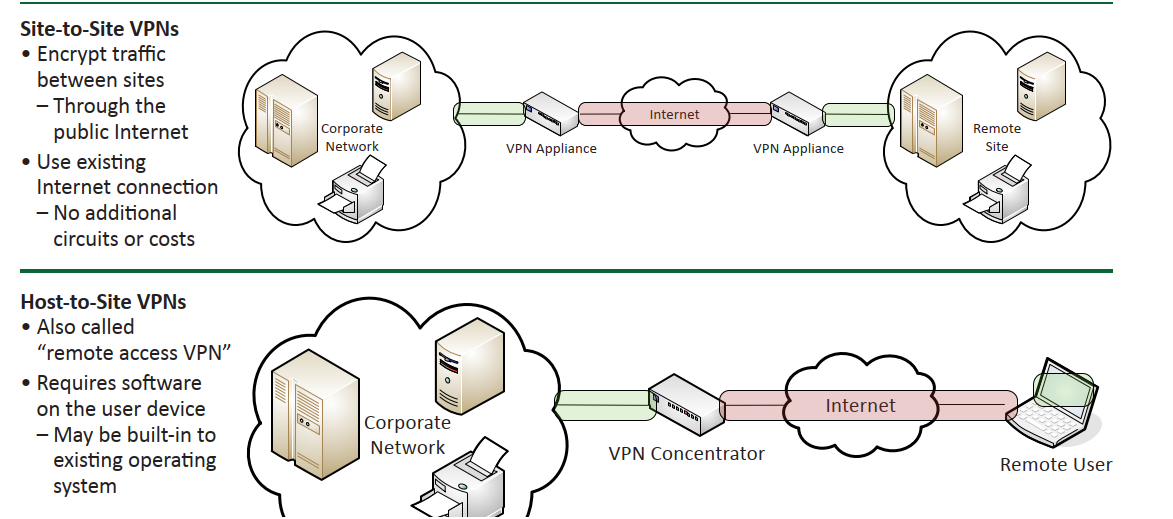 Site-to-Site VPNs
• Encrypt traffic
between sites
– Through the
public Internet
• Use existing
Internet connection
– No additional
circuits or costs
Corporate
Network
VPN Appliance
Internet
VPN Appliance
Remote
Site
Host-to-Site VPNs
• Also called
“remote access VPN”
• Requires software
on the user device
– May be built-in to
existing operating
system
Corporate
Network
VPN Concentrator
Internet
Remote User